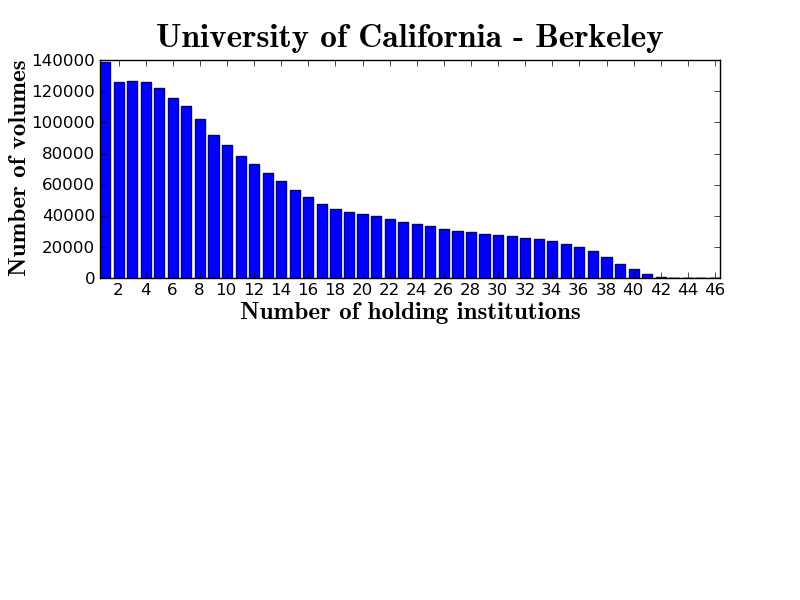 University of California - Berkeley
Number of volumes
140000
120000
100000
80000
60000
40000
20000
0
2 4 6 8 10 12 14 16 18 20 22 24 26 28 30 32 34 36 38 40 42 44 46
Number of holding institutions